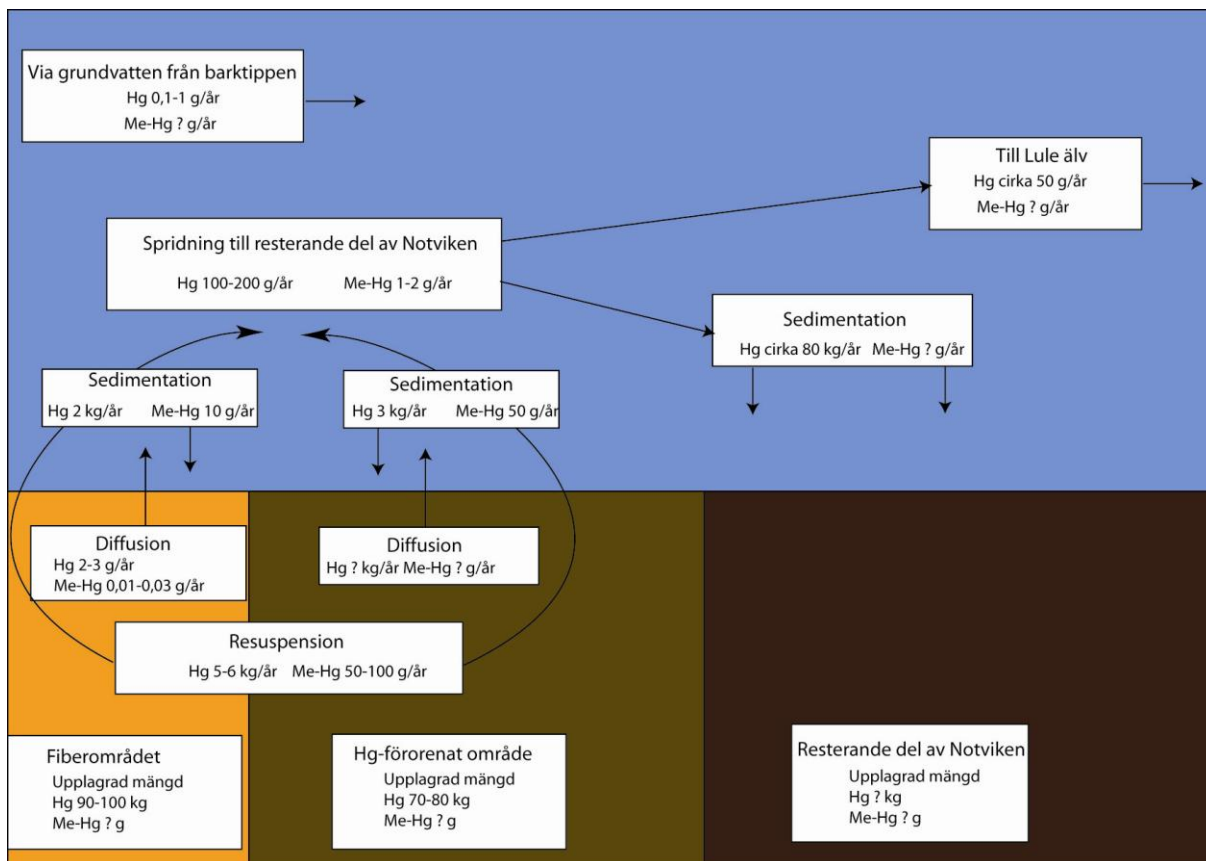 Via grundvatten från barktippen
Hg 0,1-1 g/år
Me-Hg ? g/år
Till Lule älv
Hg cirka 50 g/år
Me-Hg ? g/år
Spridning till resterande del av Notviken
Hg 100-200 g/år Me-Hg 1-2 g/år
Sedimentation
Hg cirka 80 kg/år Me-Hg ? g/år
Sedimentation
Hg 2 kg/år Me-Hg 10 g/år
Sedimentation
Hg 3 kg/år Me-Hg 50 g/år
Diffusion
Hg 2-3 g/år
Me-Hg 0,01-0,03 g/år
Diffusion
Hg ? kg/år Me-Hg ? g/år
Resuspension
Hg 5-6 kg/år Me-Hg 50-100 g/år
Fiberområdet
Upplagrad mängd
Hg 90-100 kg
Me-Hg ? g
Hg-förorenat område
Upplagrad mängd
Hg 70-80 kg
Me-Hg ? g
Resterande del av Notviken
Upplagrad mängd
Hg ? kg
Me-Hg ? g